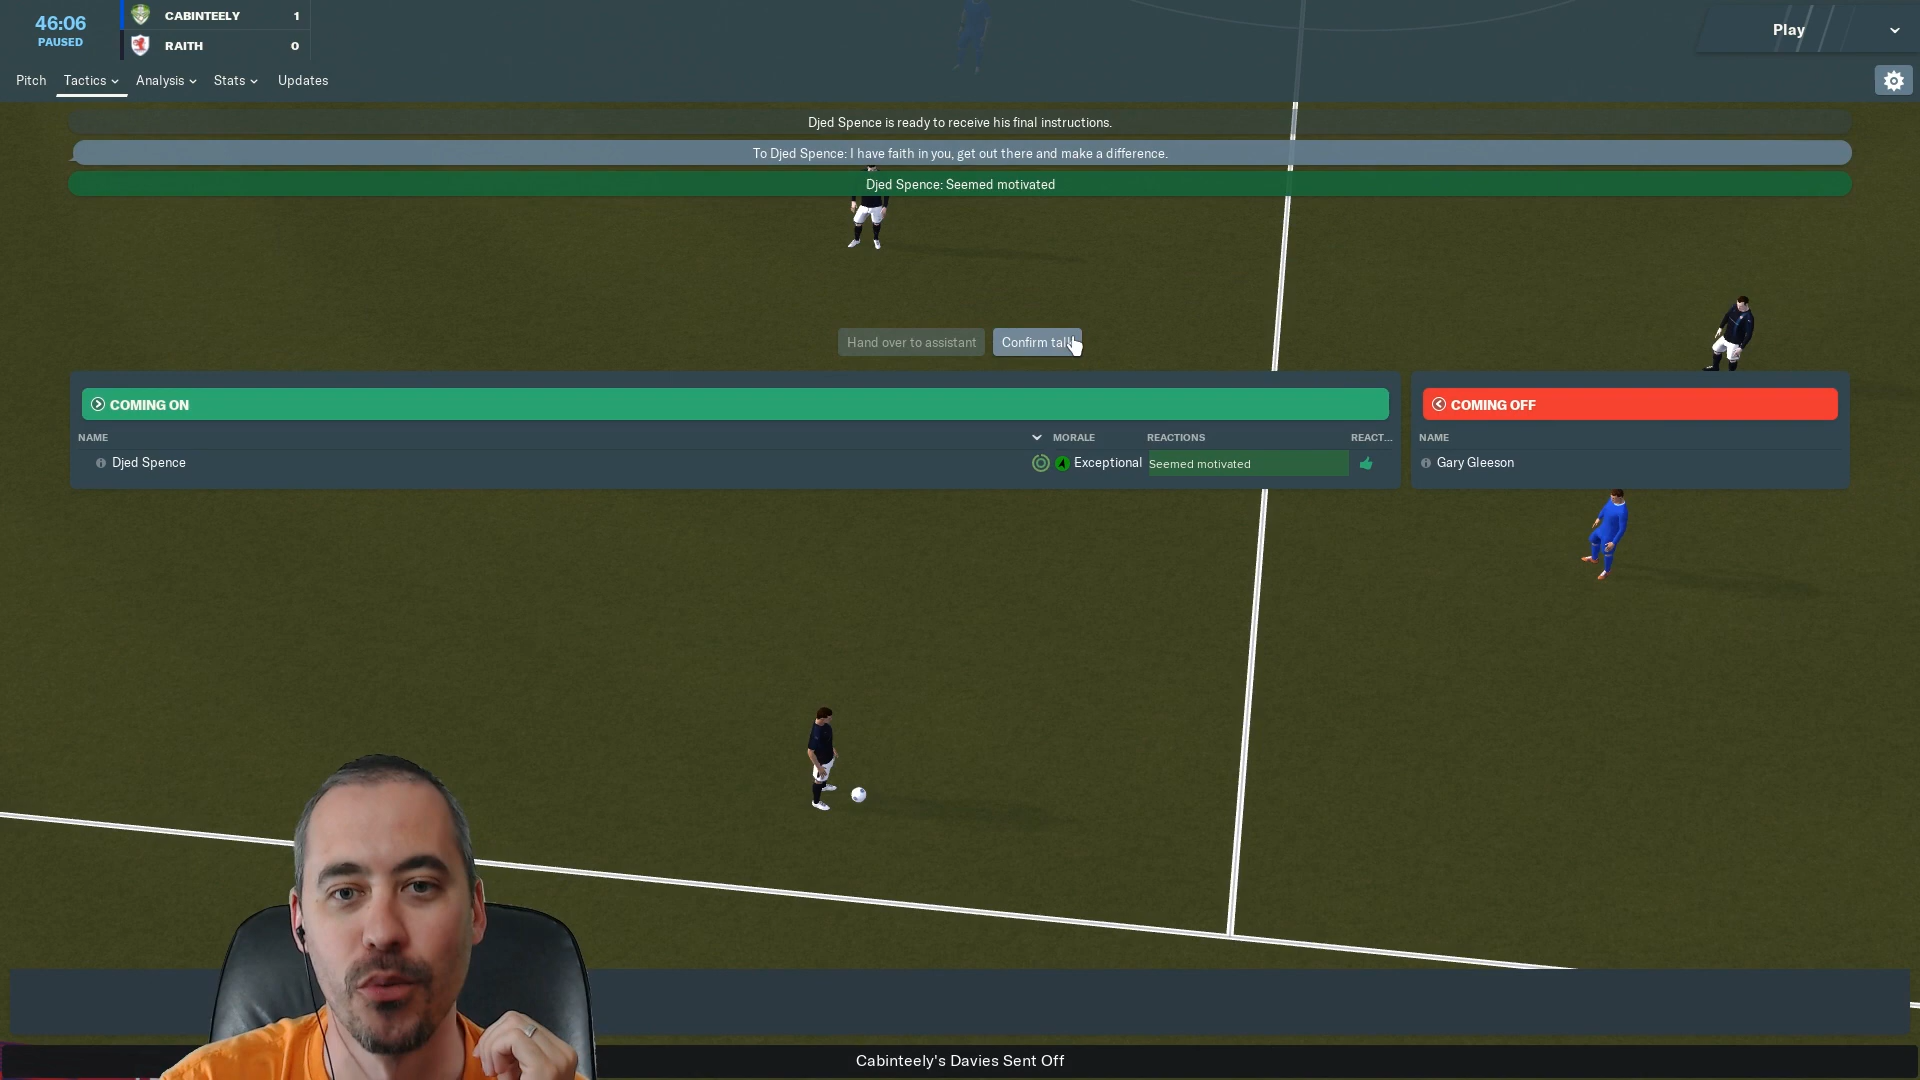 46:06
PAUSED
CABINTEELY 1
RAITH 0
Play
Pitch Tactics Analysis Stats Updates
Djed Spence is ready to receive his final instructions.
To Djed Spence: I have faith in you, get out there and make a difference.
Djed Spence: Seemed motivated
Hand over to assistant
Confirm tal
COMING ON
NAME MORALE REACTIONS REACT...
Djed Spence Exceptional Seemed motivated
COMING OFF
NAME
Gary Gleeson
Cabinteely's Davies Sent Off